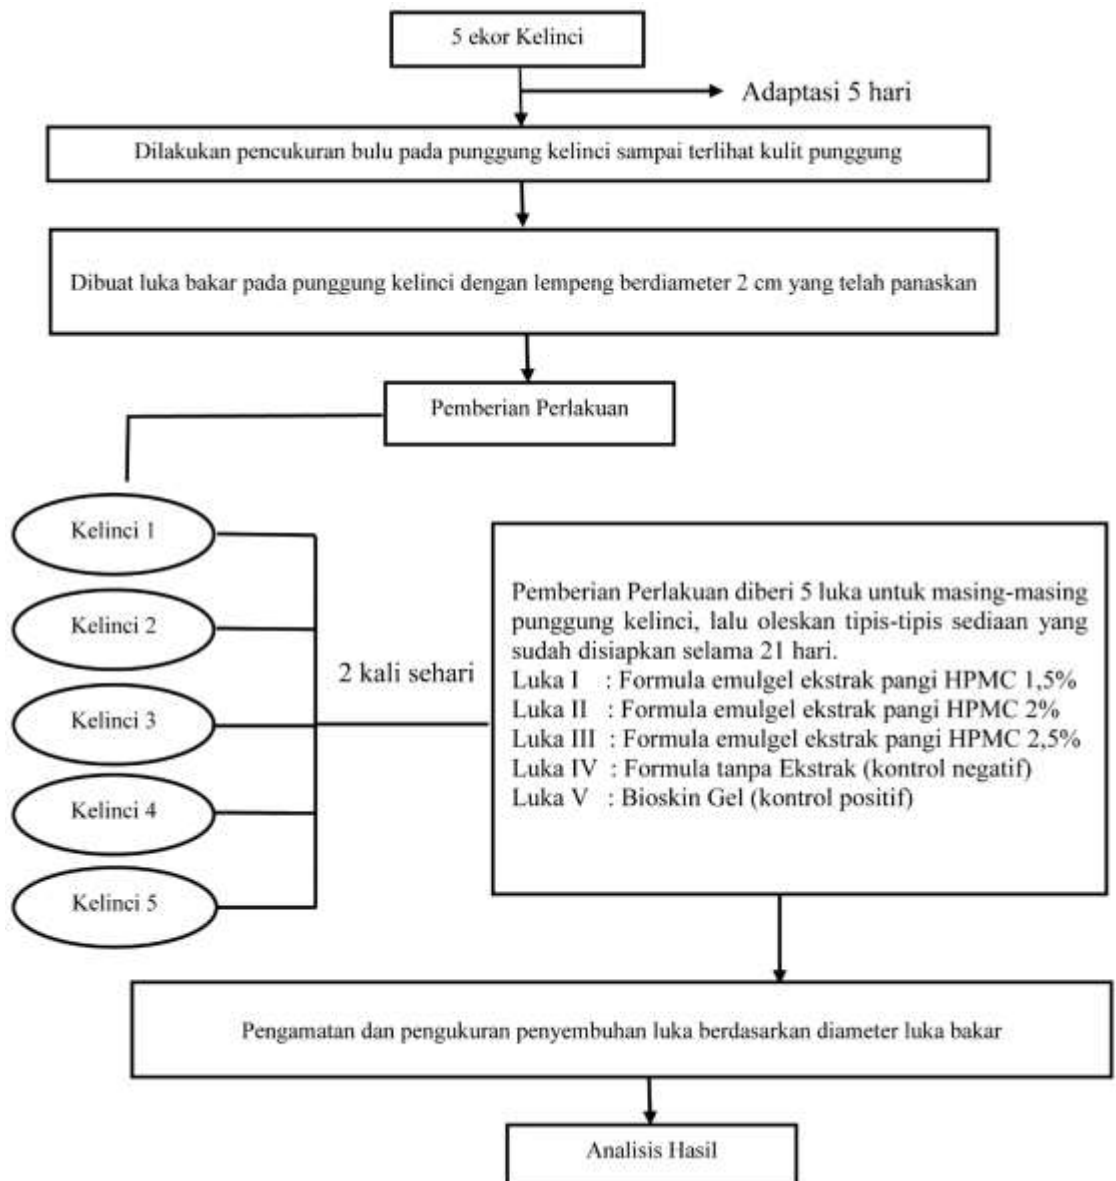 5 ekor Kelinci
Adaptasi 5 hari
Dilakukan pencukuran bulu pada punggung kelinci sampai terlihat kulit punggung
Dibuat luka bakar pada punggung kelinci dengan lempeng berdiameter 2 cm yang telah panaskan
Pemberian Perlakuan
Kelinci 1
Kelinci 2
Kelinci 3
Kelinci 4
Kelinci 5
2 kali sehari
Pemberian Perlakuan diberi 5 luka untuk masing-masing
punggung kelinci, lalu oleskan tipis-tipis sediaan yang
sudah disiapkan selama 21 hari.
Luka I : Formula emulgel ekstrak pangi HPMC 1,5%
Luka II : Formula emulgel ekstrak pangi HPMC 2%
Luka III : Formula emulgel ekstrak pangi HPMC 2,5%
Luka IV : Formula tanpa Ekstrak (kontrol negatif)
Luka V : Bioskin Gel (kontrol positif)
Pengamatan dan pengukuran penyembuhan luka berdasarkan diameter luka bakar
Analisis Hasil